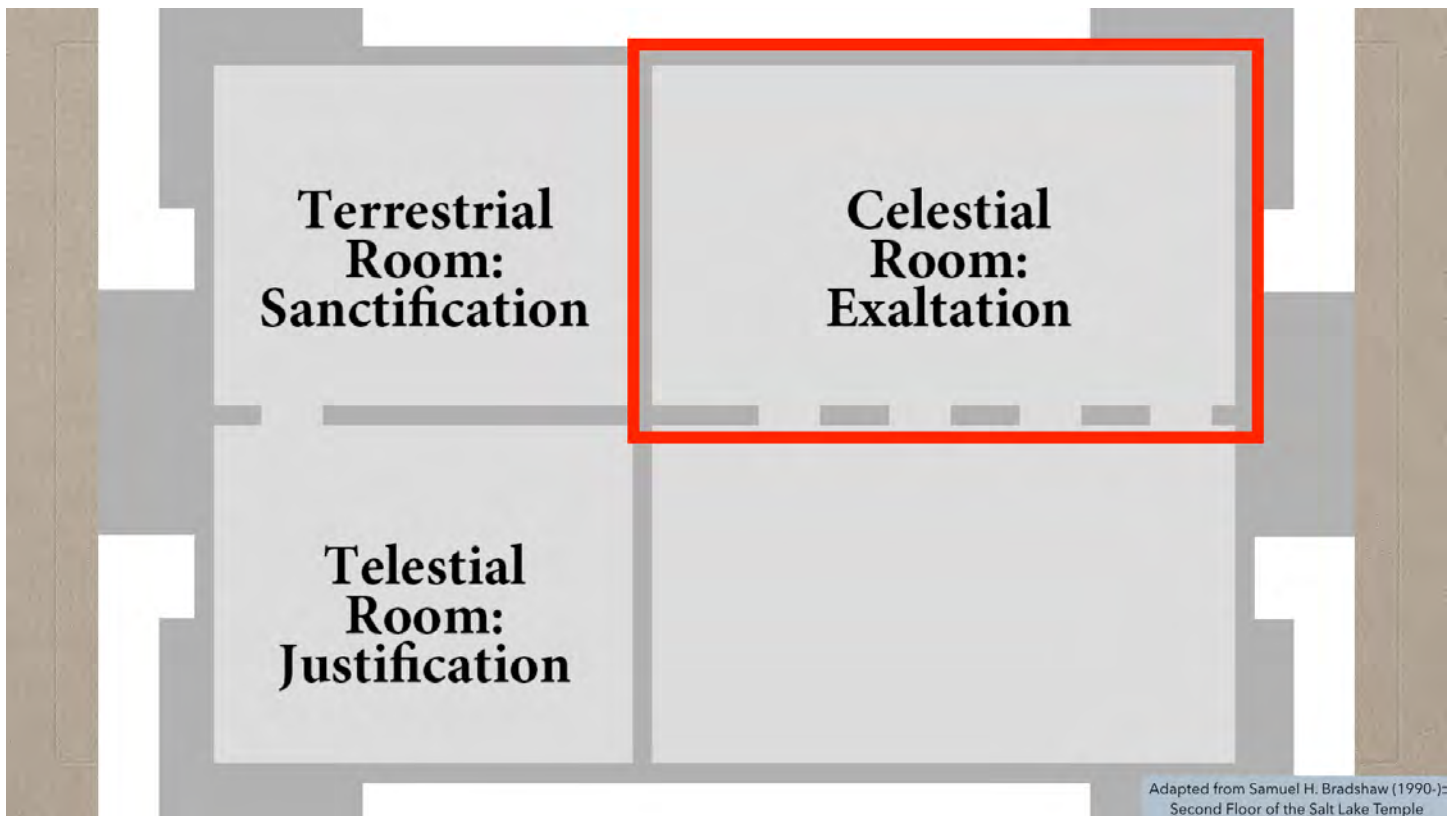 Terrestrial
Room:
Sanctification
Celestial
Room:
Exaltation
Telestial
Room:
Justification
Adapted from Samuel H. Bradshaw (1990-)
Second Floor of the Salt Lake Temple